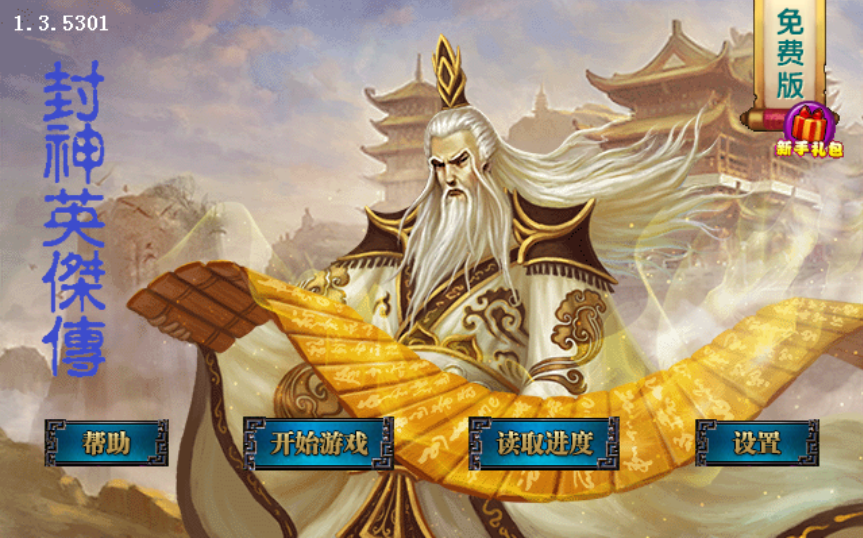 1.3.5301
封神英傑傳
免费版
新手礼包
帮助
开始游戏
读取进度
设置